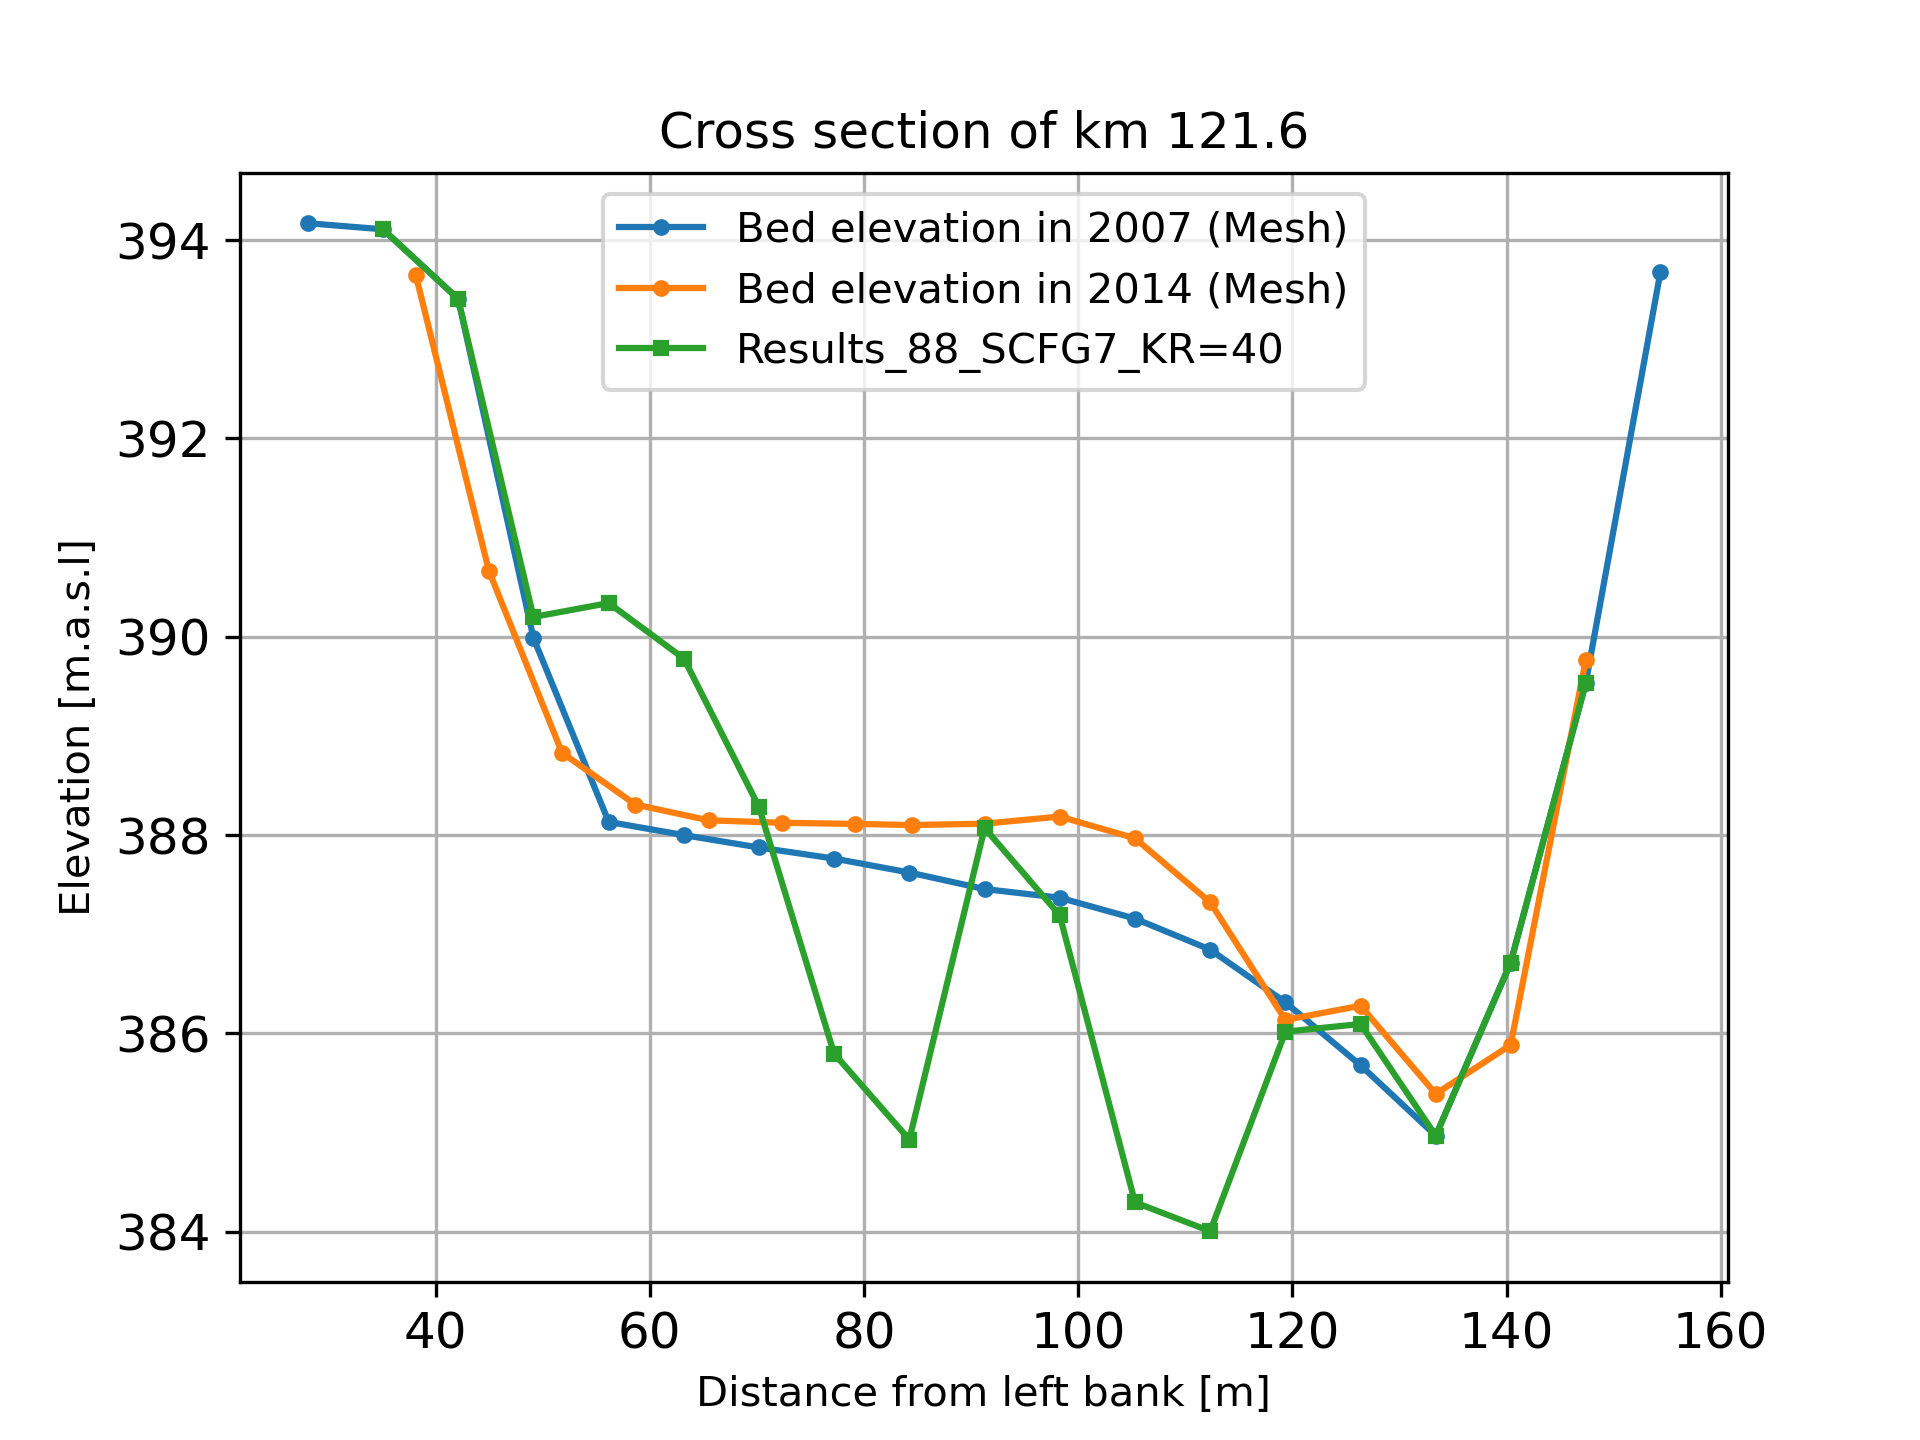 Cross section of km 121.6
Bed elevation in 2007 (Mesh)
Bed elevation in 2014 (Mesh)
Results_88_SCFG7_KR=40
Elevation [m.a.s.l]
394
392
390
388
386
384
40 60 80 100 120 140 160
Distance from left bank [m]